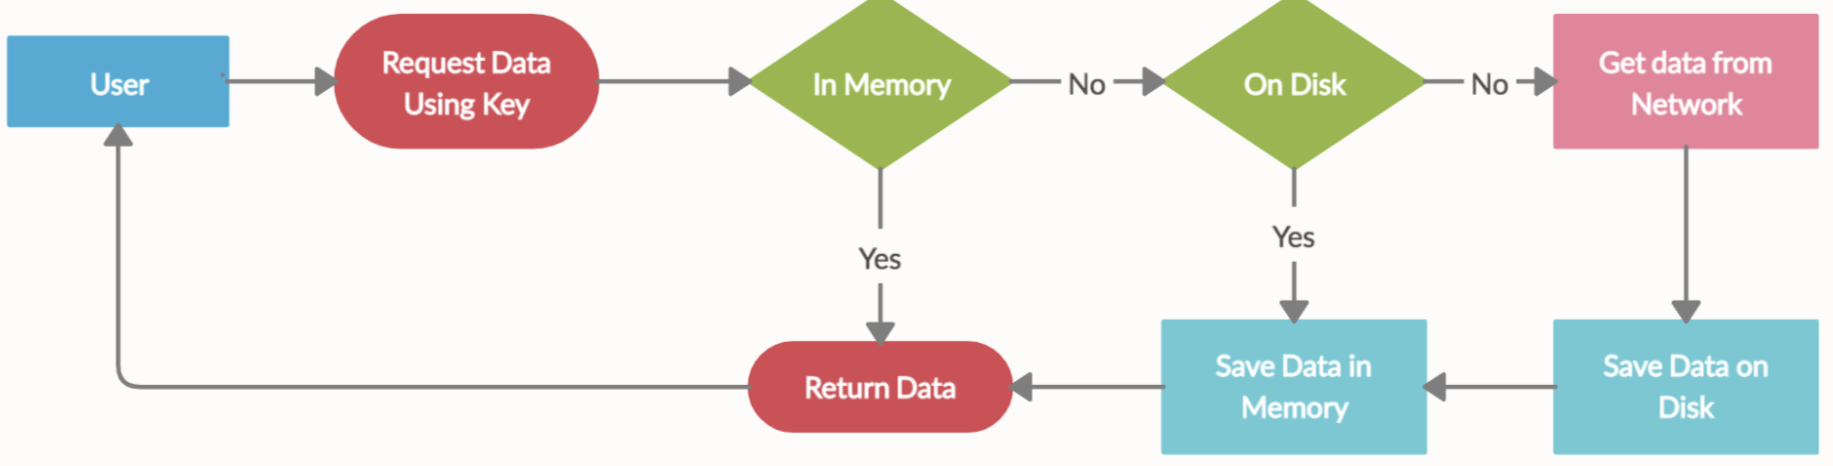 User
Request Data
Using Key
In Memory
No
On Disk
No
Get data from
Network
Yes
Yes
Return Data
Save Data in
Memory
Save Data on
Disk